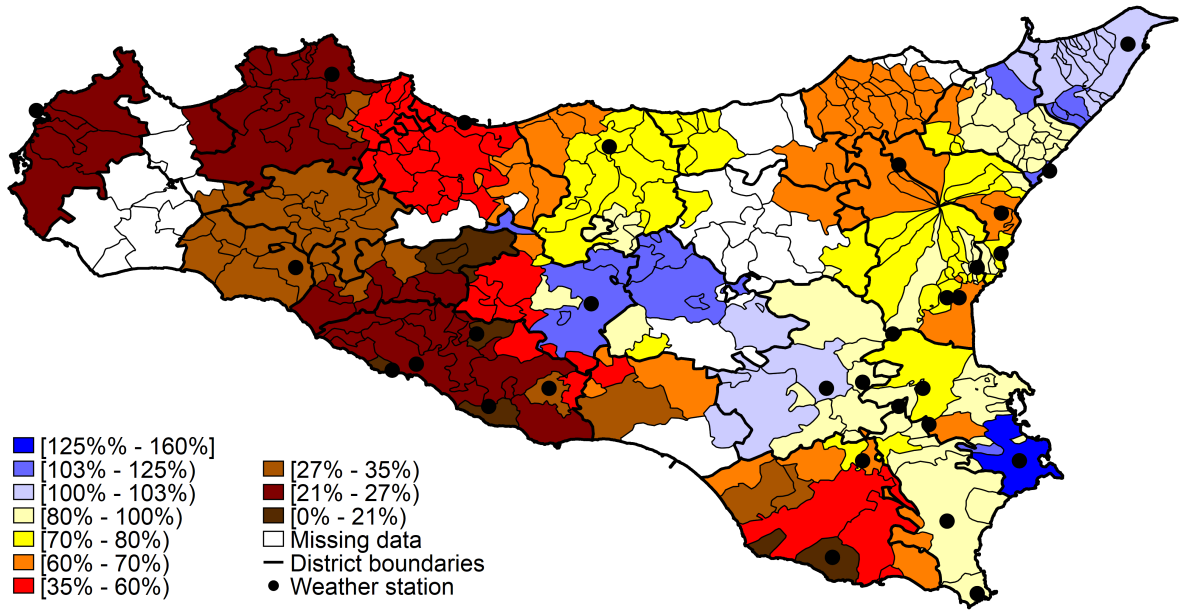 [125%% - 160%]
[103% - 125%)
[100% - 103%)
[80% - 100%)
[70% - 80%)
[60% - 70%)
[35% - 60%)
[27% - 35%)
[21% - 27%)
[0% - 21%)
Missing data
District boundaries
Weather station